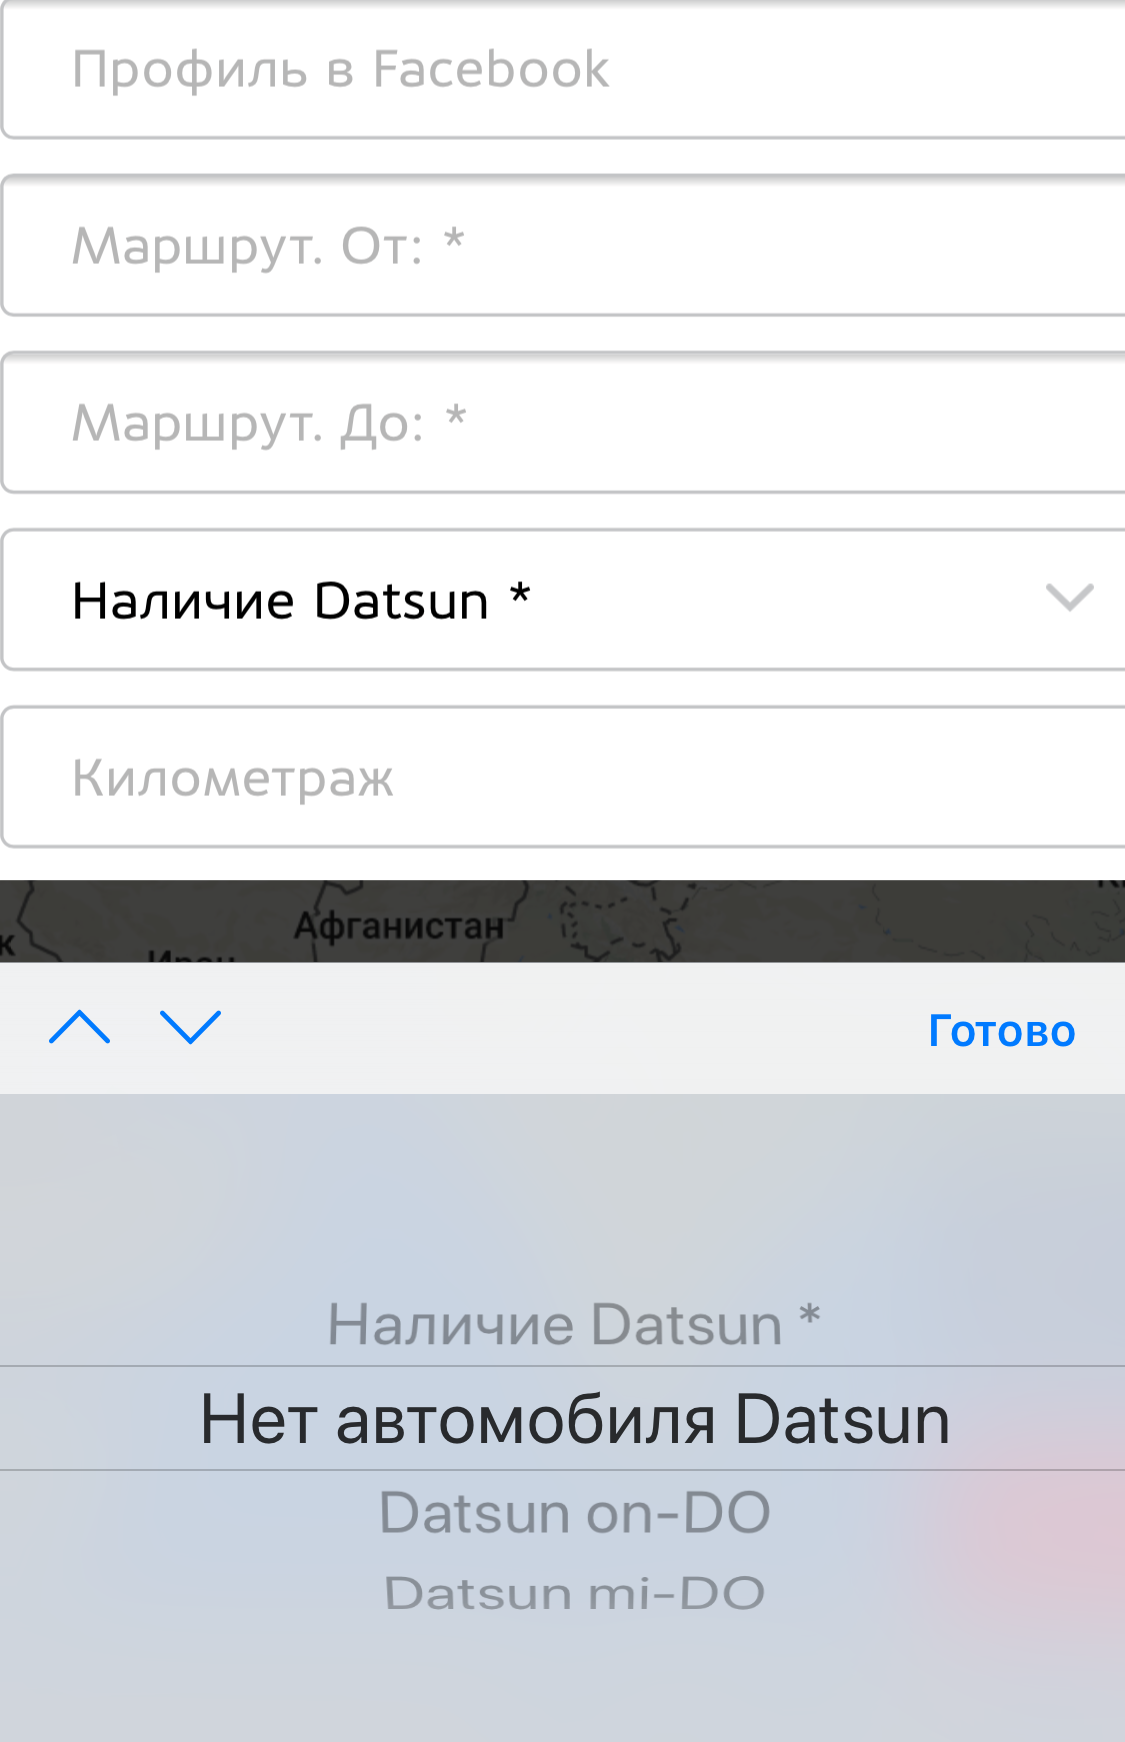 Профиль в Facebook
Маршрут. От: *
Маршрут. До: *
Наличие Datsun *
Километраж
Афганистан
Иран
Готово
Наличие Datsun *
Нет автомобиля Datsun
Datsun on-DO
Datsun mi-DO